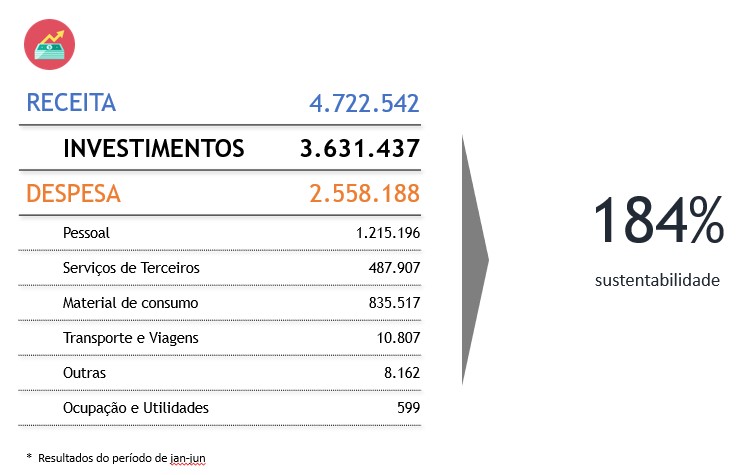 RECEITA 4.722.542
INVESTIMENTOS 3.631.437
DESPESA 2.558.188
Pessoal 1.215.196
Serviços de Terceiros 487.907
Material de consumo 835.517
Transporte e Viagens 10.807
Outras 8.162
Ocupação e Utilidades 599
* Resultados do período de jan-jun
184%
sustentabilidade